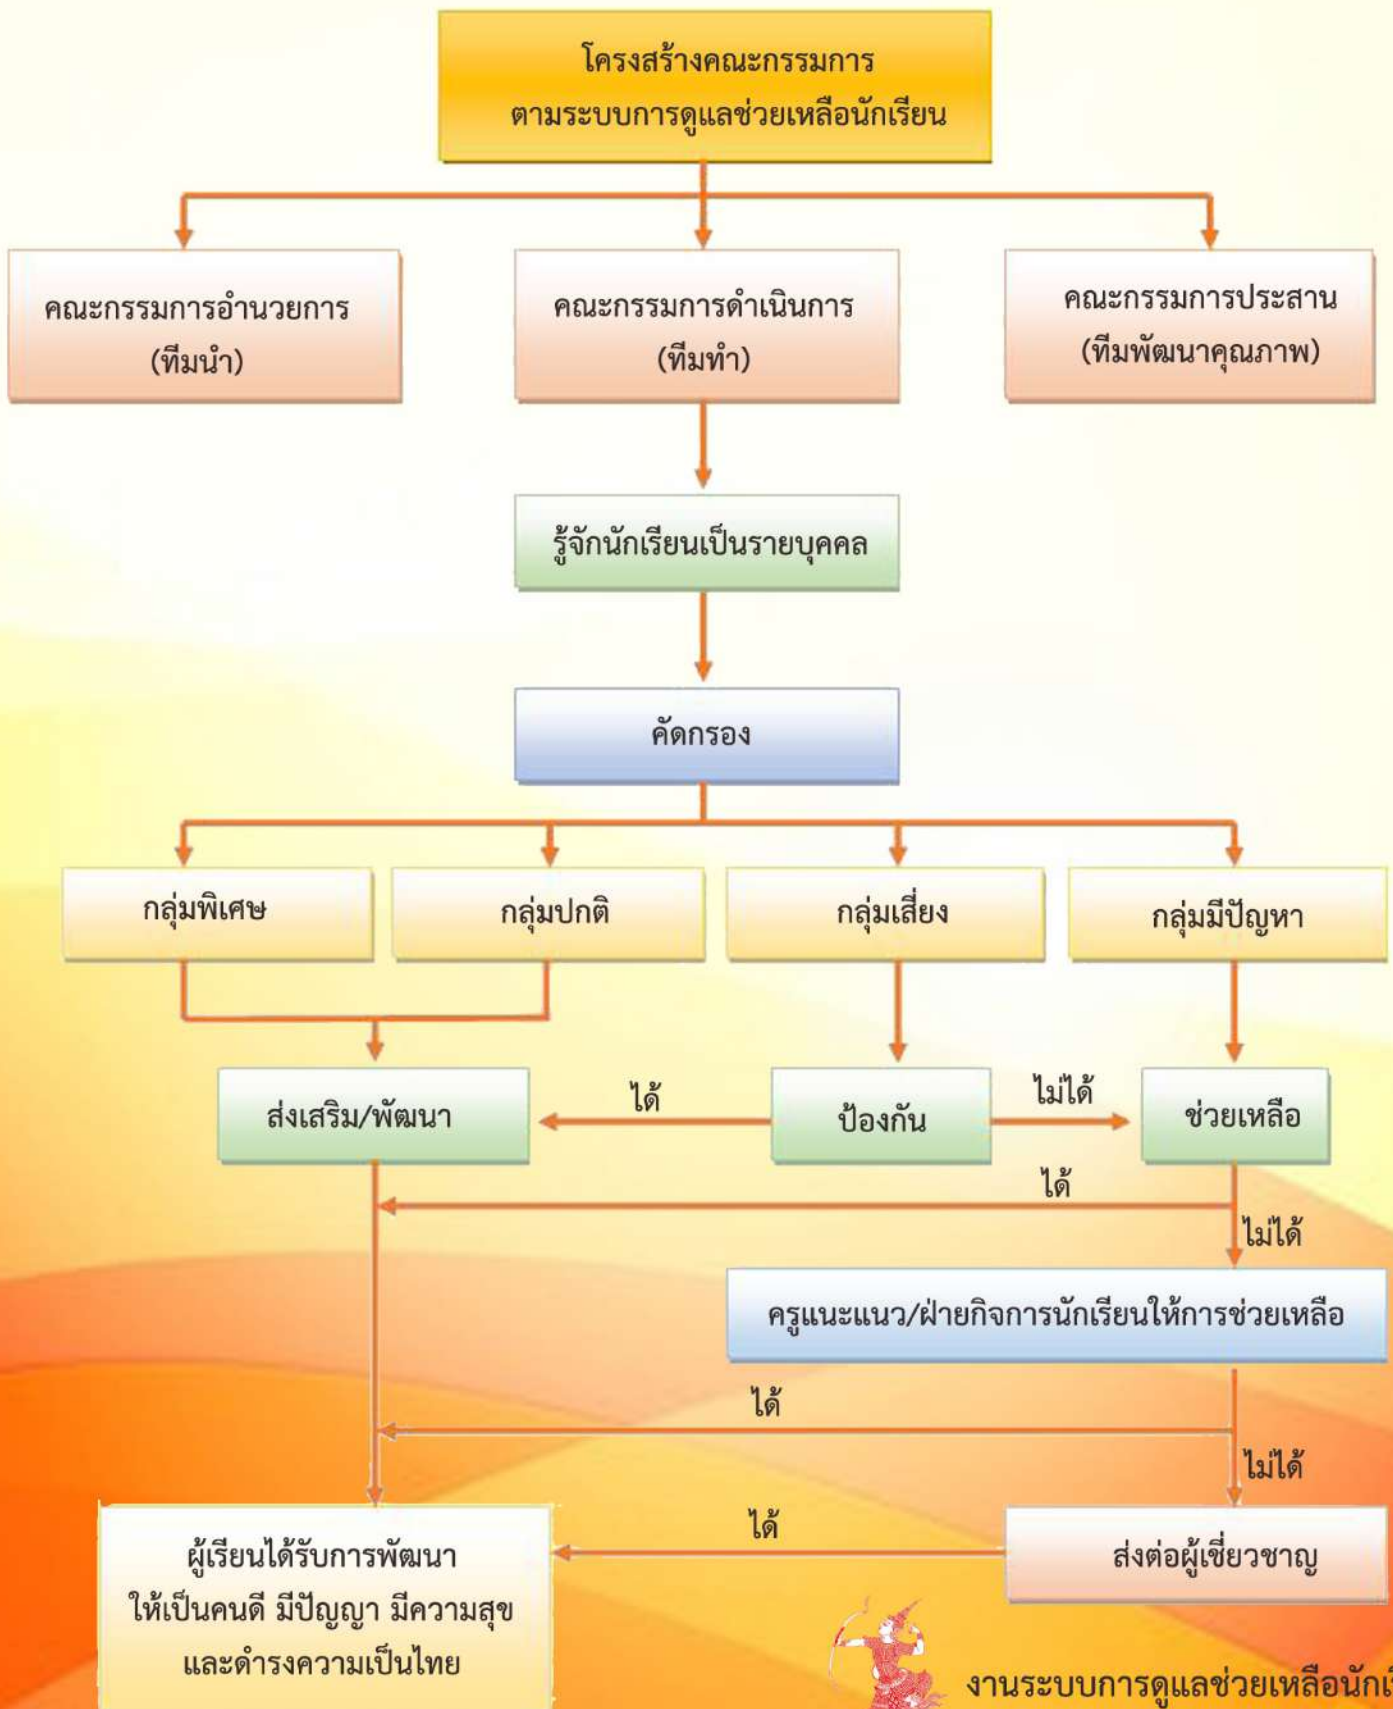 โครงสร้างคณะกรรมการ
ตามระบบการดูแลช่วยเหลือนักเรียน
คณะกรรมการอำนวยการ
(ทีมนำ)
คณะกรรมการดำเนินการ
(ทีมทำ)
คณะกรรมการประสาน
(ทีมพัฒนาคุณภาพ)
รู้จักนักเรียนเป็นรายบุคคล
คัดกรอง
กลุ่มพิเศษ
กลุ่มปกติ
กลุ่มเสี่ยง
กลุ่มมีปัญหา
ส่งเสริม/พัฒนา
ได้
ป้องกัน
ไม่ได้
ช่วยเหลือ
ได้
ไม่ได้
ครูแนะแนว/ฝ่ายกิจการนักเรียนให้การช่วยเหลือ
ได้
ไม่ได้
ผู้เรียนได้รับการพัฒนา
ให้เป็นคนดี มีปัญญา มีความสุข
และดำรงความเป็นไทย
ได้
ส่งต่อผู้เชี่ยวชาญ
งานระบบการดูแลช่วยเหลือนักเรี